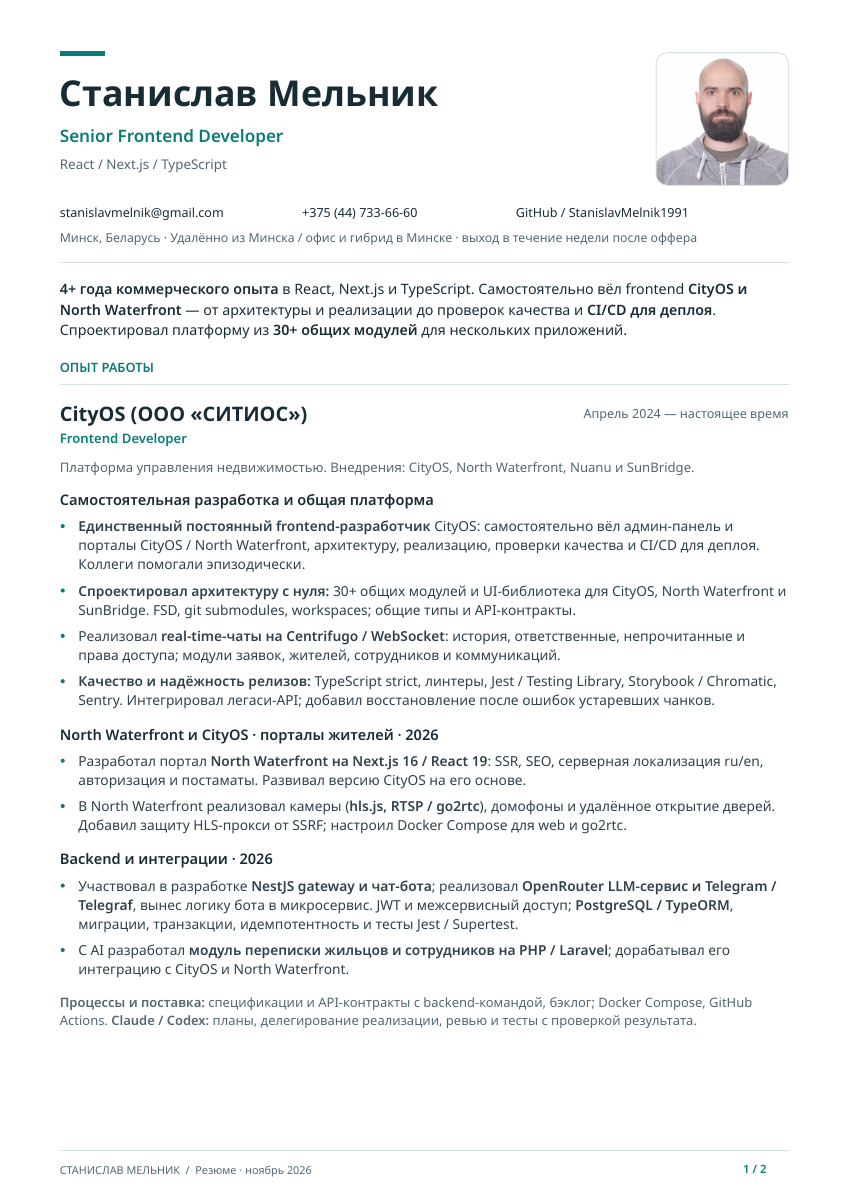 Станислав Мельник
Senior Frontend Developer
React / Next.js / TypeScript
stanislavmelnik@gmail.com +375 (44) 733-66-60 GitHub / StanislavMelnik1991
Минск, Беларусь · Удалённо из Минска / офис и гибрид в Минске · выход в течение недели после оффера
4+ года коммерческого опыта в React, Next.js и TypeScript. Самостоятельно вёл frontend CityOS и
North Waterfront — от архитектуры и реализации до проверок качества и CI/CD для деплоя.
Спроектировал платформу из 30+ общих модулей для нескольких приложений.
ОПЫТ РАБОТЫ
CityOS (ООО «СИТИОС») Апрель 2024 — настоящее время
Frontend Developer
Платформа управления недвижимостью. Внедрения: CityOS, North Waterfront, Nuanu и SunBridge.
Самостоятельная разработка и общая платформа
• Единственный постоянный frontend-разработчик CityOS: самостоятельно вёл админ-панель и
порталы CityOS / North Waterfront, архитектуру, реализацию, проверки качества и CI/CD для деплоя.
Коллеги помогали эпизодически.
• Спроектировал архитектуру с нуля: 30+ общих модулей и UI-библиотека для CityOS, North Waterfront и
SunBridge. FSD, git submodules, workspaces; общие типы и API-контракты.
• Реализовал real-time-чаты на Centrifugo / WebSocket: история, ответственные, непрочитанные и
права доступа; модули заявок, жителей, сотрудников и коммуникаций.
• Качество и надёжность релизов: TypeScript strict, линтеры, Jest / Testing Library, Storybook / Chromatic,
Sentry. Интегрировал легаси-API; добавил восстановление после ошибок устаревших чанков.
North Waterfront и CityOS · порталы жителей · 2026
• Разработал портал North Waterfront на Next.js 16 / React 19: SSR, SEO, серверная локализация ru/en,
авторизация и постаматы. Развивал версию CityOS на его основе.
• В North Waterfront реализовал камеры (hls.js, RTSP / go2rtc), домофоны и удалённое открытие дверей.
Добавил защиту HLS-прокси от SSRF; настроил Docker Compose для web и go2rtc.
Backend и интеграции · 2026
• Участвовал в разработке NestJS gateway и чат-бота; реализовал OpenRouter LLM-сервис и Telegram /
Telegraf, вынес логику бота в микросервис. JWT и межсервисный доступ; PostgreSQL / TypeORM,
миграции, транзакции, идемпотентность и тесты Jest / Supertest.
• С AI разработал модуль переписки жильцов и сотрудников на PHP / Laravel; дорабатывал его
интеграцию с CityOS и North Waterfront.
Процессы и поставка: спецификации и API-контракты с backend-командой, бэклог; Docker Compose, GitHub
Actions. Claude / Codex: планы, делегирование реализации, ревью и тесты с проверкой результата.
СТАНИСЛАВ МЕЛЬНИК / Резюме · ноябрь 2026 1 / 2